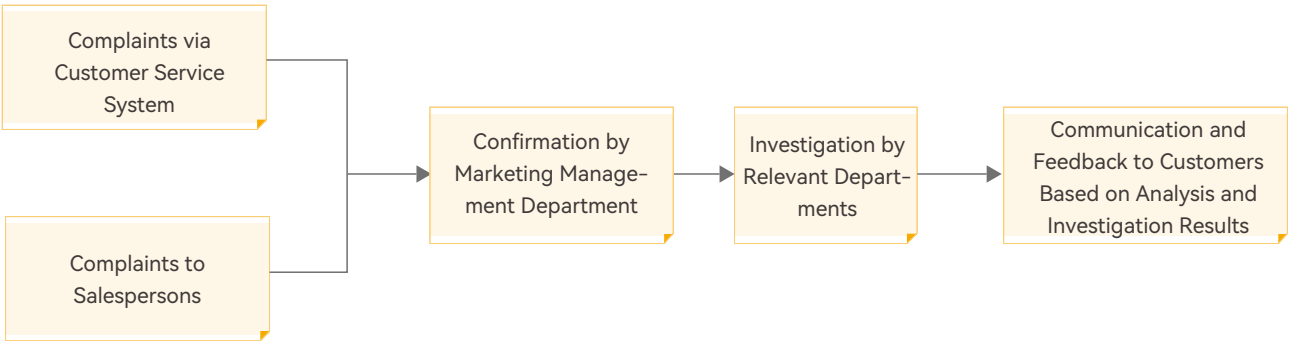 Complaints via
Customer Service
System
Complaints to
Salespersons
Confirmation by
Marketing Manage-
ment Department
Investigation by
Relevant Depart-
ments
Communication and
Feedback to Customers
Based on Analysis and
Investigation Results